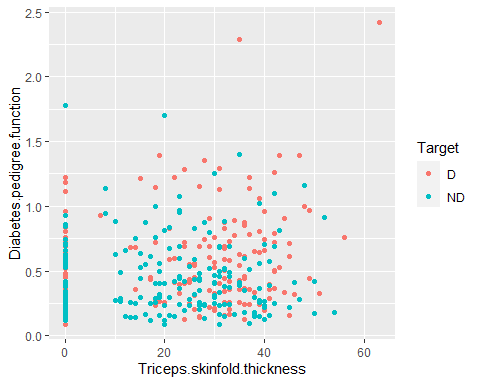 2.5
2.0
1.5
1.0
0.5
0.0
Diabetes pedigree function
0 20 40 60
Triceps.skinfold.thickness
Target
D
ND